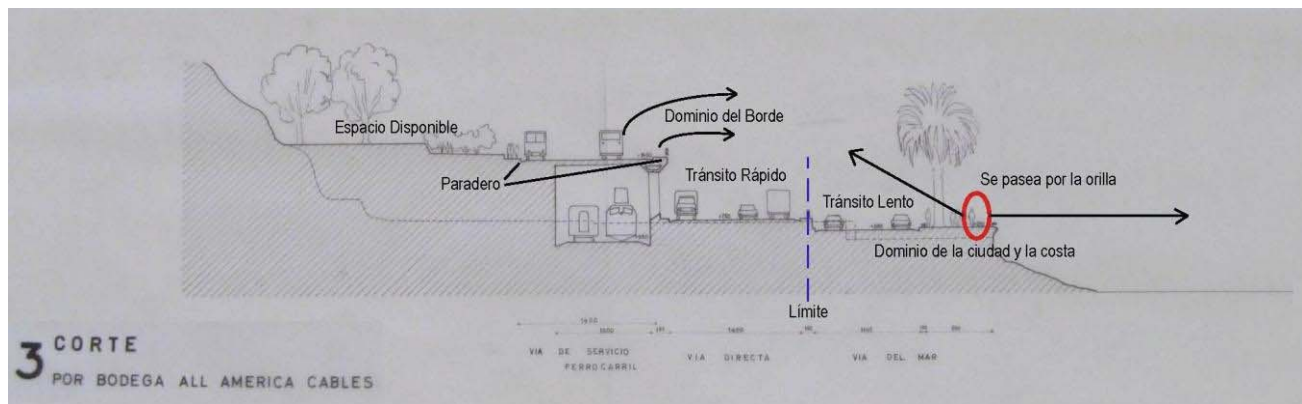 Espacio Disponible
Dominio del Borde
Paradero
Tránsito Rápido
Tránsito Lento
Se pasea por la orilla
Dominio de la ciudad y la costa
Límite
VIA DE SERVICIO
FERROCARRIL
VIA DIRECTA
VIA DEL MAR
3 CORTE
POR BODEGA ALL AMERICA CABLES